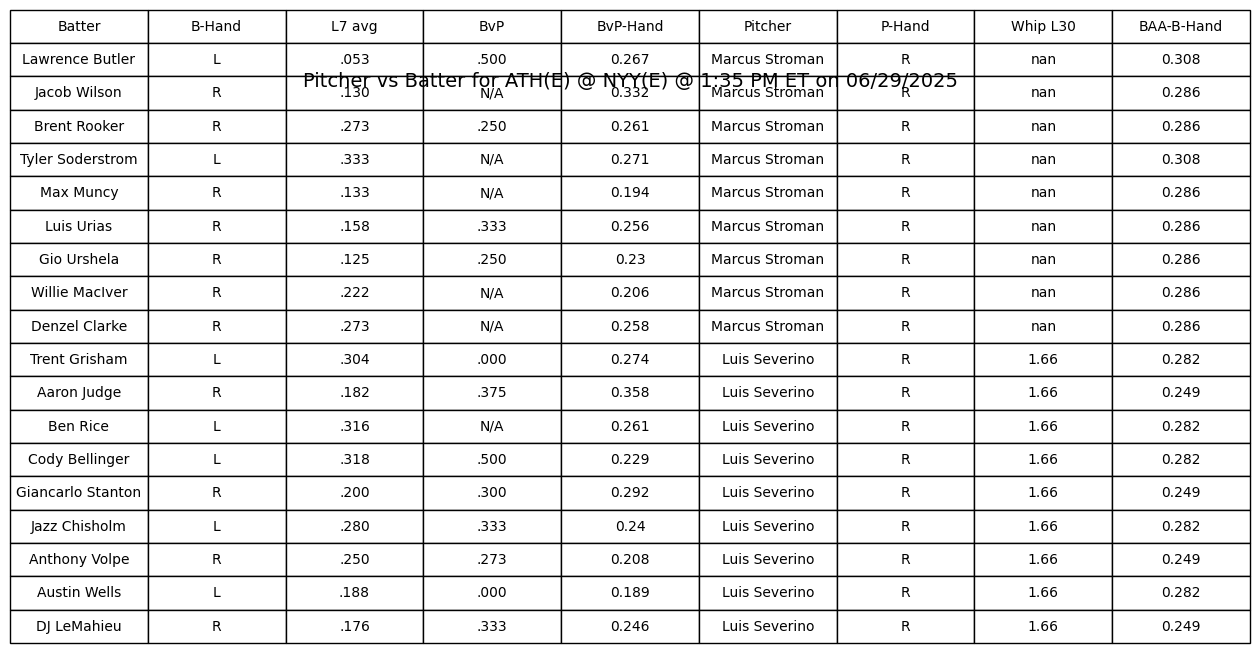 Batter B-Hand L7 avg BvP BvP-Hand Pitcher P-Hand Whip L30 BAA-B-Hand
Lawrence Butler L .053 .500 0.267 Marcus Stroman R nan 0.308
Pitcher vs Batter for ATH(E) @ NYY(E) @ 1:35 PM ET on 06/29/2025
Jacob Wilson R .130 N/A 0.332 Marcus Stroman R nan 0.286
Brent Rooker R .273 .250 0.261 Marcus Stroman R nan 0.286
Tyler Soderstrom L .333 N/A 0.271 Marcus Stroman R nan 0.308
Max Muncy R .133 N/A 0.194 Marcus Stroman R nan 0.286
Luis Urias R .158 .333 0.256 Marcus Stroman R nan 0.286
Gio Urshela R .125 .250 0.23 Marcus Stroman R nan 0.286
Willie MacIver R .222 N/A 0.206 Marcus Stroman R nan 0.286
Denzel Clarke R .273 N/A 0.258 Marcus Stroman R nan 0.286
Trent Grisham L .304 .000 0.274 Luis Severino R 1.66 0.282
Aaron Judge R .182 .375 0.358 Luis Severino R 1.66 0.249
Ben Rice L .316 N/A 0.261 Luis Severino R 1.66 0.282
Cody Bellinger L .318 .500 0.229 Luis Severino R 1.66 0.282
Giancarlo Stanton R .200 .300 0.292 Luis Severino R 1.66 0.249
Jazz Chisholm L .280 .333 0.24 Luis Severino R 1.66 0.282
Anthony Volpe R .250 .273 0.208 Luis Severino R 1.66 0.249
Austin Wells L .188 .000 0.189 Luis Severino R 1.66 0.282
DJ LeMahieu R .176 .333 0.246 Luis Severino R 1.66 0.249